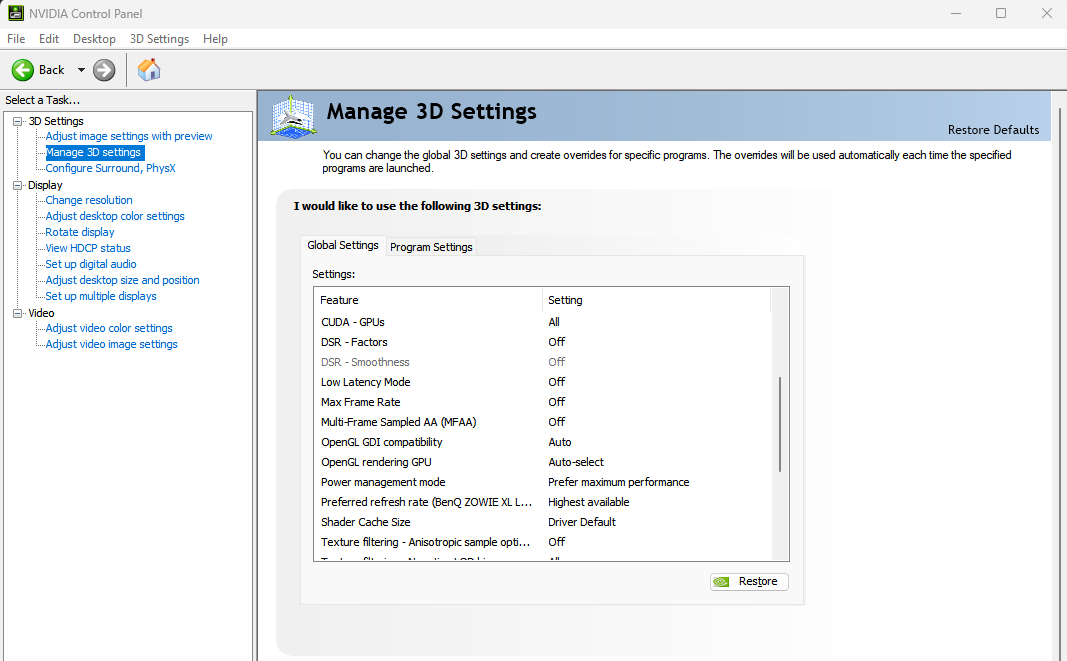 NVIDIA Control Panel
File Edit Desktop 3D Settings Help
Back
Select a Task...
3D Settings
Adjust image settings with preview
Manage 3D settings
Configure Surround, PhysX
Display
Change resolution
Adjust desktop color settings
Rotate display
View HDCP status
Set up digital audio
Adjust desktop size and position
Set up multiple displays
Video
Adjust video color settings
Adjust video image settings
Manage 3D Settings
Restore Defaults
You can change the global 3D settings and create overrides for specific programs. The overrides will be used automatically each time the specified
programs are launched.
I would like to use the following 3D settings:
Global Settings Program Settings
Settings:
Feature Setting
CUDA - GPUs All
DSR - Factors Off
DSR - Smoothness Off
Low Latency Mode Off
Max Frame Rate Off
Multi-Frame Sampled AA (MFAA) Off
OpenGL GDI compatibility Auto
OpenGL rendering GPU Auto-select
Power management mode Prefer maximum performance
Preferred refresh rate (BenQ ZOWIE XL L... Highest available
Shader Cache Size Driver Default
Texture filtering - Anisotropic sample opti... Off
Restore